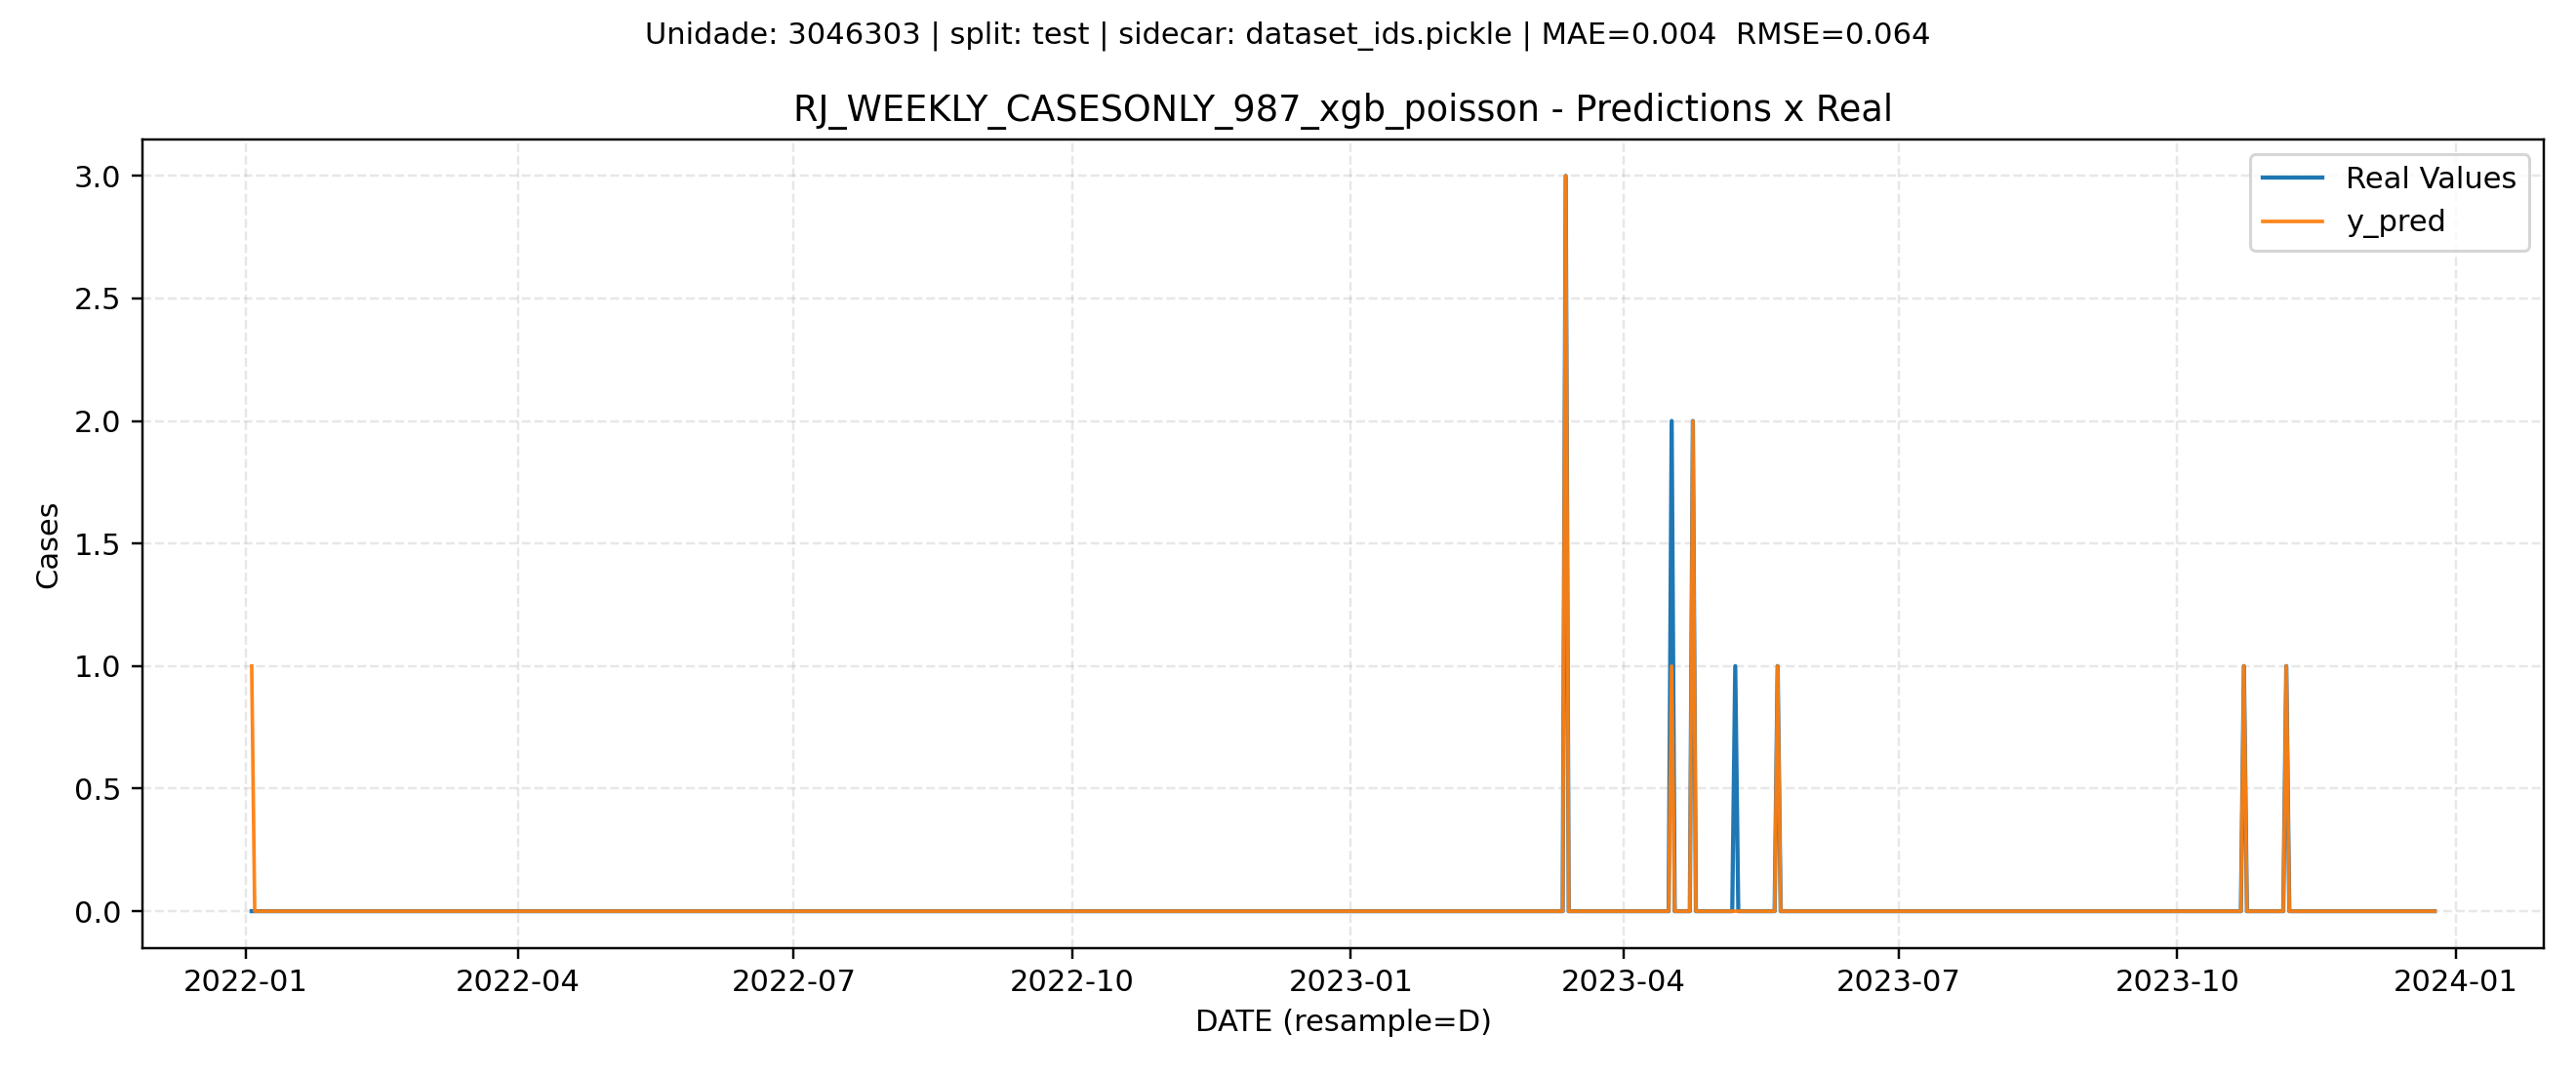 Unidade: 3046303 | split: test | sidecar: dataset_ids.pickle | MAE=0.004  RMSE=0.064
RJ_WEEKLY_CASESONLY_987_xgb_poisson - Predictions x Real
Real Values
y_pred
Cases
3.0
2.5
2.0
1.5
1.0
0.5
0.0
2022-01 2022-04 2022-07 2022-10 2023-01 2023-04 2023-07 2023-10 2024-01
DATE (resample=D)